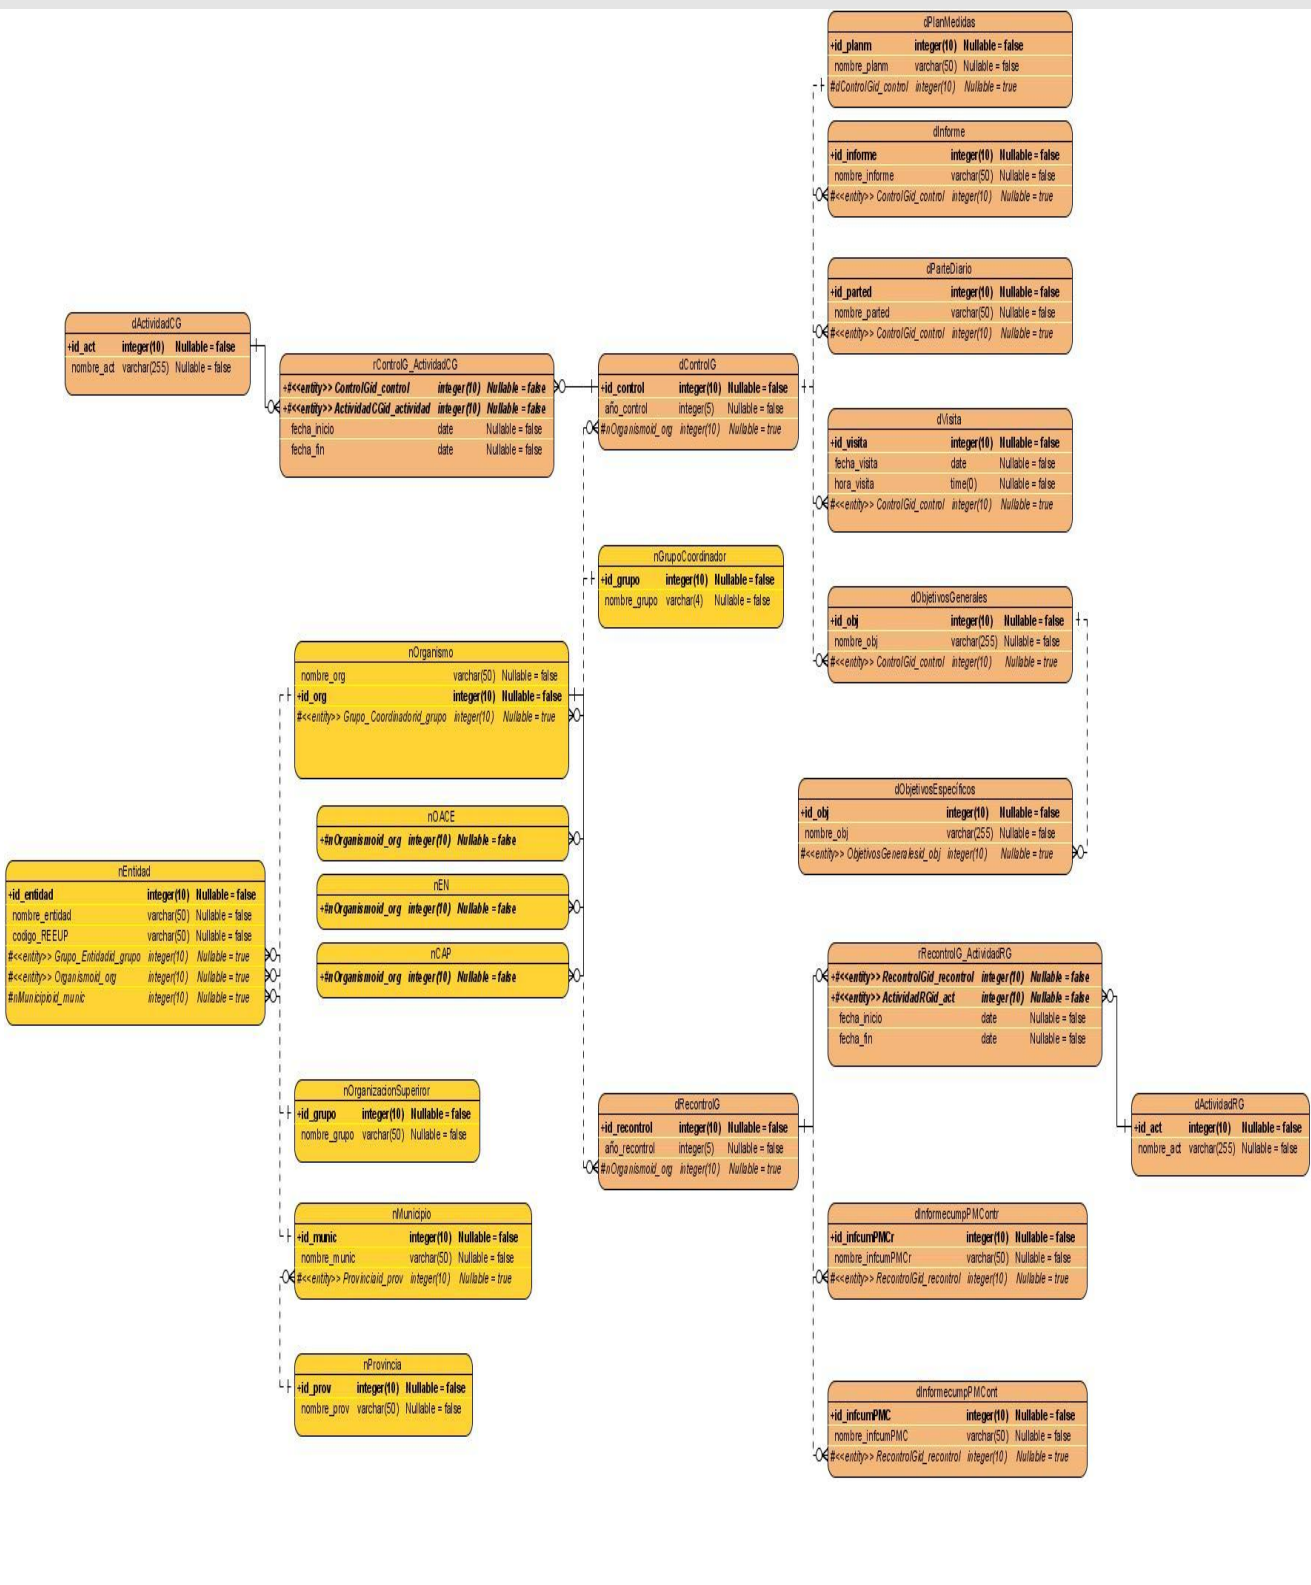 dPlanMedidas
+id_planm integer(10) Nullable = false
nombre_planm varchar(50) Nullable = false
#dControlGid_control integer(10) Nullable = true
dInforme
+id_informe integer(10) Nullable = false
nombre_informe varchar(50) Nullable = false
#<<entity>> ControlGid_control integer(10) Nullable = true
dParteDiario
+id_parted integer(10) Nullable = false
nombre_parted varchar(50) Nullable = false
#<<entity>> ControlGid_control integer(10) Nullable = true
dActividadCG
+id_act integer(10) Nullable = false
nombre_act varchar(255) Nullable = false
rControlG_ActividadCG
+#<<entity>> ControlGid_control integer(10) Nullable = false
+#<<entity>> ActividadCGid_actividad integer(10) Nullable = false
fecha_inicio date Nullable = false
fecha_fin date Nullable = false
dControlG
+id_control integer(10) Nullable = false
año_control integer(5) Nullable = false
#nOrganismoid_org integer(10) Nullable = true
dVisita
+id_visita integer(10) Nullable = false
fecha_visita date Nullable = false
hora_visita time(0) Nullable = false
#<<entity>> ControlGid_control integer(10) Nullable = true
nGrupoCoordinador
+id_grupo integer(10) Nullable = false
nombre_grupo varchar(4) Nullable = false
dObjetivosGenerales
+id_obj integer(10) Nullable = false
nombre_obj varchar(255) Nullable = false
#<<entity>> ControlGid_control integer(10) Nullable = true
nOrganismo
nombre_org varchar(50) Nullable = false
+id_org integer(10) Nullable = false
#<<entity>> Grupo_Coordinadorid_grupo integer(10) Nullable = true
dObjetivosEspecíficos
+id_obj integer(10) Nullable = false
nombre_obj varchar(255) Nullable = false
#<<entity>> ObjetivosGeneralesid_obj integer(10) Nullable = true
nOACE
+#nOrganismoid_org integer(10) Nullable = false
nEN
+#nOrganismoid_org integer(10) Nullable = false
nCAP
+#nOrganismoid_org integer(10) Nullable = false
nEntidad
+id_entidad integer(10) Nullable = false
nombre_entidad varchar(50) Nullable = false
codigo_REEUP varchar(50) Nullable = false
#<<entity>> Grupo_Entidadid_grupo integer(10) Nullable = true
#<<entity>> Organismoid_org integer(10) Nullable = true
#nMunicipioid_munic integer(10) Nullable = true
rRecontrolG_ActividadRG
+#<<entity>> RecontrolGid_recontrol integer(10) Nullable = false
+#<<entity>> ActividadRGid_act integer(10) Nullable = false
fecha_inicio date Nullable = false
fecha_fin date Nullable = false
nOrganizacionSuperiror
+id_grupo integer(10) Nullable = false
nombre_grupo varchar(50) Nullable = false
dRecontrolG
+id_recontrol integer(10) Nullable = false
año_recontrol integer(5) Nullable = false
#nOrganismoid_org integer(10) Nullable = true
dActividadRG
+id_act integer(10) Nullable = false
nombre_act varchar(255) Nullable = false
nMunicipio
+id_munic integer(10) Nullable = false
nombre_munic varchar(50) Nullable = false
#<<entity>> Provinciaid_prov integer(10) Nullable = true
dInformecumpPMContr
+id_infcumPMCr integer(10) Nullable = false
nombre_infcumPMCr varchar(50) Nullable = false
#<<entity>> RecontrolGid_recontrol integer(10) Nullable = true
nProvincia
+id_prov integer(10) Nullable = false
nombre_prov varchar(50) Nullable = false
dInformecumpPMCont
+id_infcumPMC integer(10) Nullable = false
nombre_infcumPMC varchar(50) Nullable = false
#<<entity>> RecontrolGid_recontrol integer(10) Nullable = true